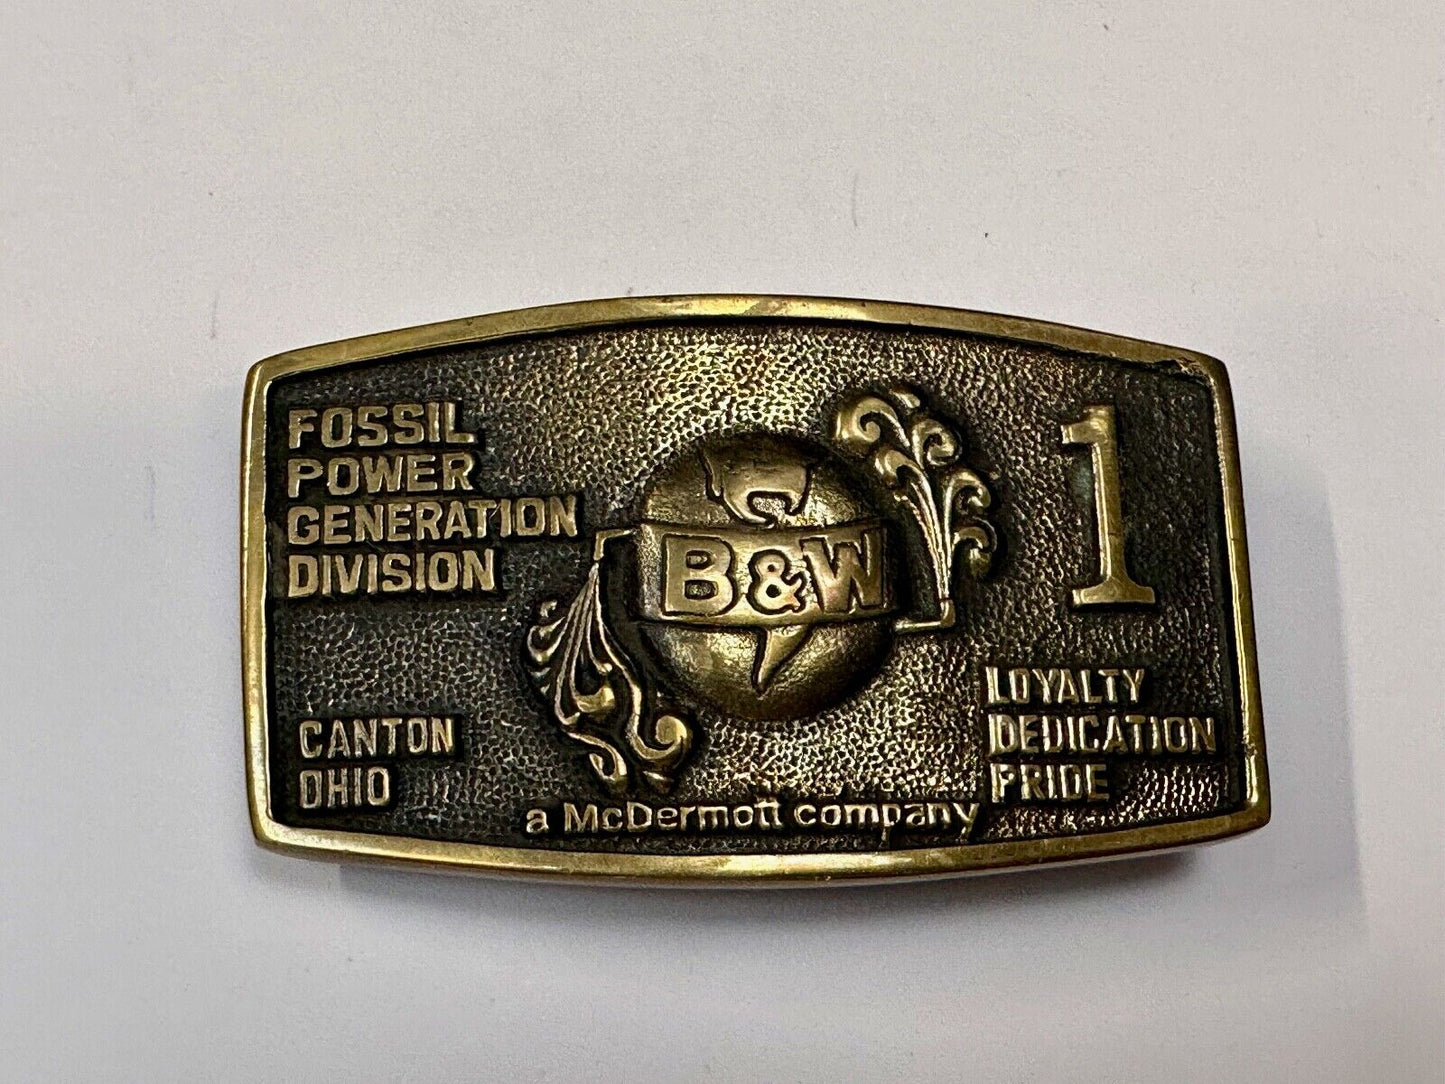 FOSSIL
POWER
GENERATION
DIVISION
CANTON
OHIO
B&W
1
LOYALTY
DEDICATION
PRIDE
a McDermott company